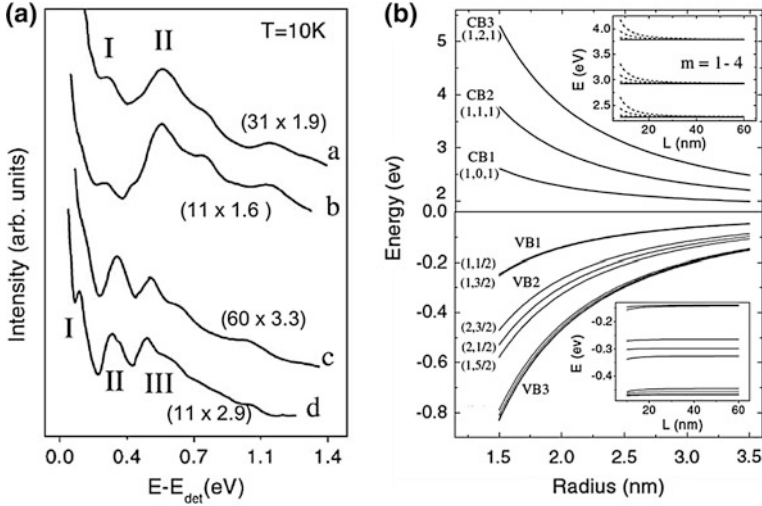 (a)
T=10K
I
II
(31 x 1.9)
a
(11 x 1.6 )
b
I
(60 x 3.3)
c
II
III
(11 x 2.9)
d
Intensity (arb. units)
0.0 0.4 0.7 1.1 1.4
E-E_det(eV)
(b)
CB3
(1,2,1)
CB2
(1,1,1)
CB1
(1,0,1)
5
4
3
2
0.0
-0.2
-0.4
-0.6
-0.8
Energy (ev)
E (eV)
4.0
3.5
3.0
2.5
m = 1 - 4
20 40 60
L (nm)
VB1
(1,1/2)
(1,3/2)
VB2
(2,3/2)
(2,1/2)
(1,5/2)
VB3
E (ev)
-0.2
-0.3
-0.4
20 40 60
L (nm)
1.5 2.0 2.5 3.0 3.5
Radius (nm)